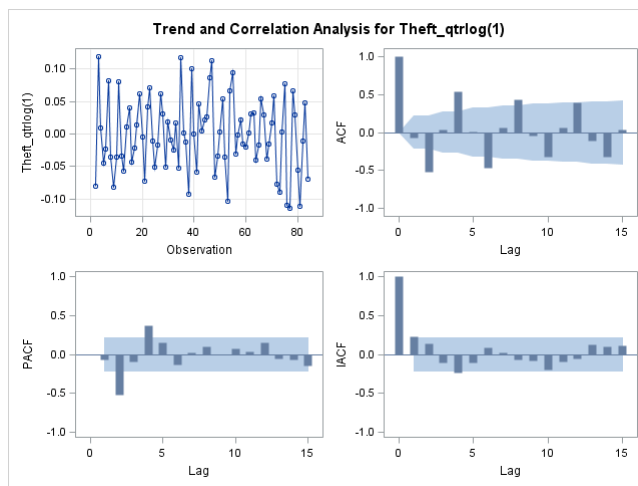 Trend and Correlation Analysis for Theft_qtrlog(1)
Theft_qtrlog(1)
0.10
0.05
0.00
-0.05
-0.10
0 20 40 60 80
Observation
ACF
1.0
0.5
0.0
-0.5
-1.0
0 5 10 15
Lag
PACF
1.0
0.5
0.0
-0.5
-1.0
0 5 10 15
Lag
IACF
1.0
0.5
0.0
-0.5
-1.0
0 5 10 15
Lag